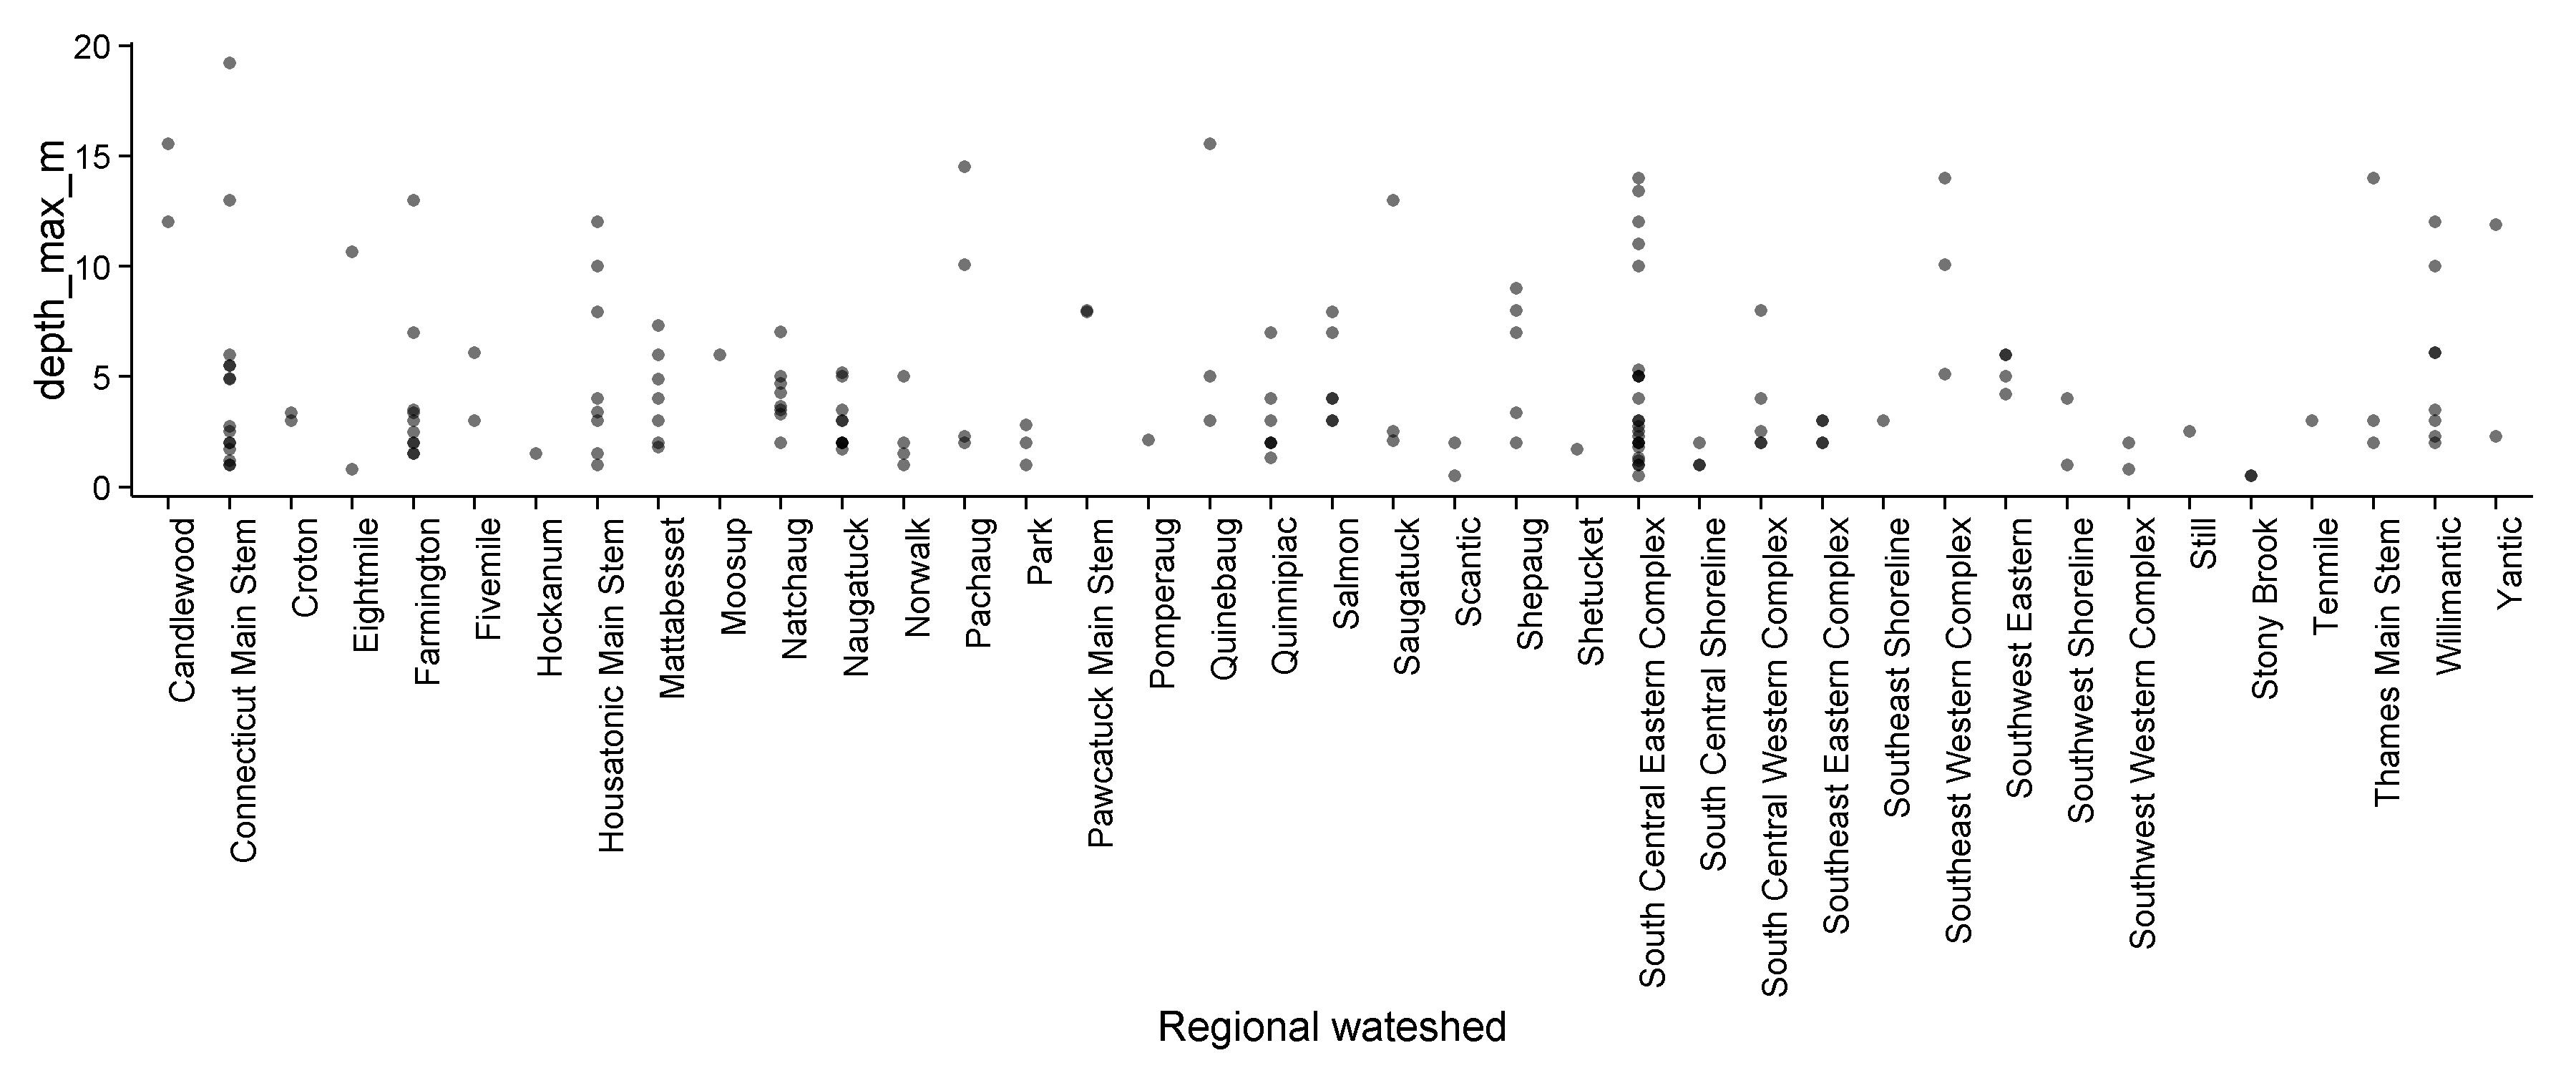 20
15
10
5
0
depth_max_m
Candlewood
Connecticut Main Stem
Croton
Eightmile
Farmington
Fivemile
Hockanum
Housatonic Main Stem
Mattabesset
Moosup
Natchaug
Naugatuck
Norwalk
Pachaug
Park
Pawcatuck Main Stem
Pomperaug
Quinebaug
Quinnipiac
Salmon
Saugatuck
Scantic
Shepaug
Shetucket
South Central Eastern Complex
South Central Shoreline
South Central Western Complex
Southeast Eastern Complex
Southeast Shoreline
Southeast Western Complex
Southwest Eastern
Southwest Shoreline
Southwest Western Complex
Still
Stony Brook
Tenmile
Thames Main Stem
Willimantic
Yantic
Regional wateshed